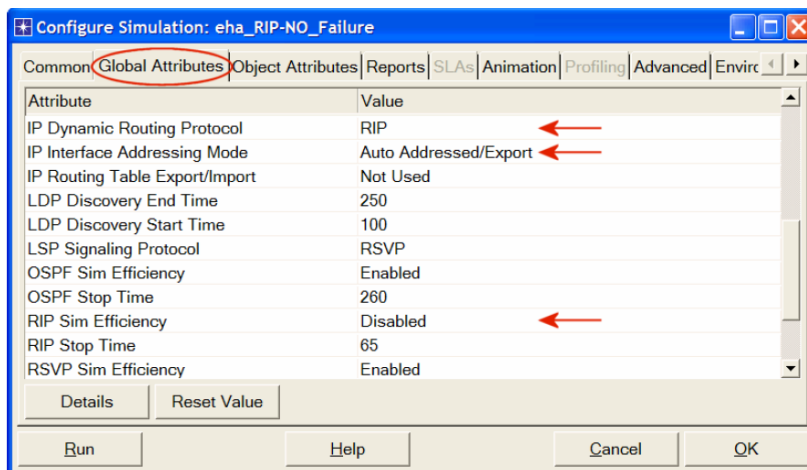 Configure Simulation: eha_RIP-NO_Failure
Common Global Attributes Object Attributes Reports SLAs Animation Profiling Advanced Envirc
Attribute Value
IP Dynamic Routing Protocol RIP
IP Interface Addressing Mode Auto Addressed/Export
IP Routing Table Export/Import Not Used
LDP Discovery End Time 250
LDP Discovery Start Time 100
LSP Signaling Protocol RSVP
OSPF Sim Efficiency Enabled
OSPF Stop Time 260
RIP Sim Efficiency Disabled
RIP Stop Time 65
RSVP Sim Efficiency Enabled
Details Reset Value
Run Help Cancel OK